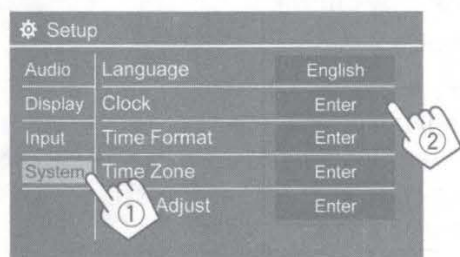 Setup
Audio Language English
Display Clock Enter
②
Input Time Format Enter
System Time Zone Enter
① Adjust Enter